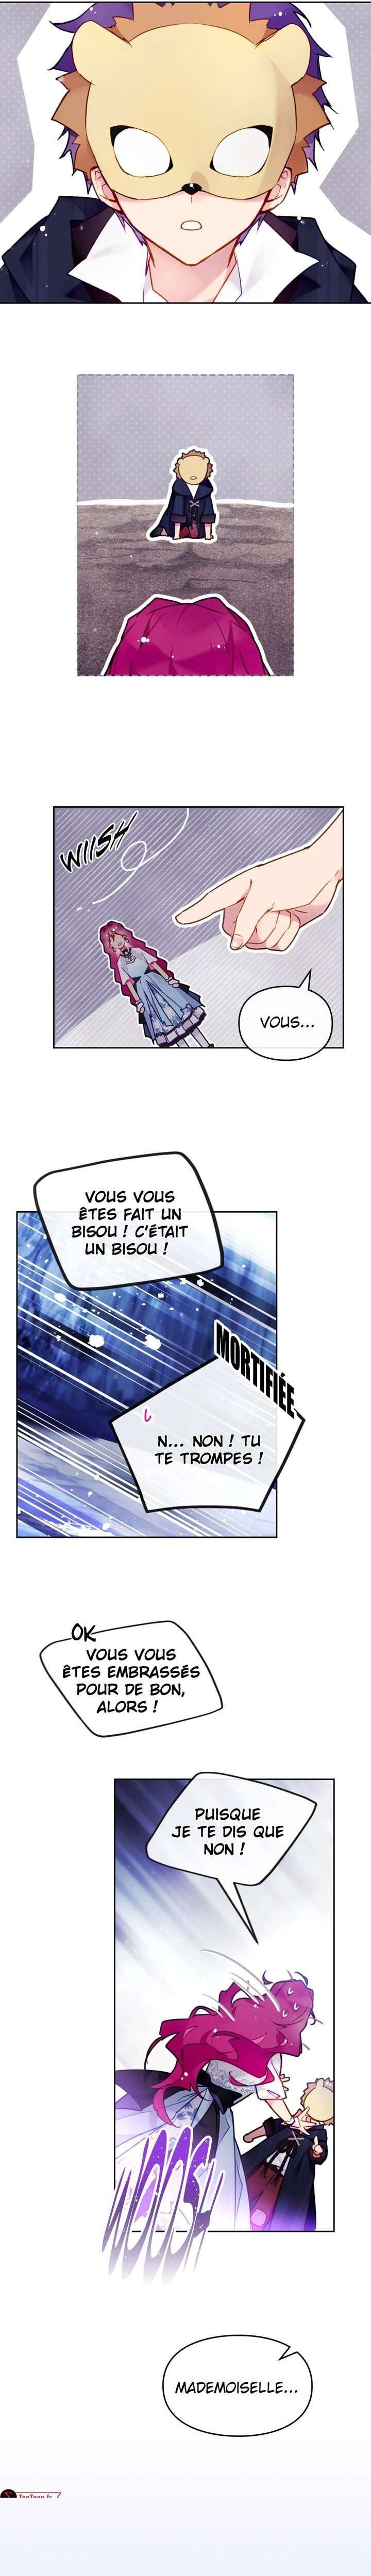 WIISH
VOUS...
VOUS VOUS
ÊTES FAIT UN
BISOU ! C'ÉTAIT
UN BISOU !
MORTIFIÉE
N... NON ! TU
TE TROMPES !
OK
VOUS VOUS
ÊTES EMBRASSÉS
POUR DE BON,
ALORS !
PUISQUE
JE TE DIS QUE
NON !
MADEMOISELLE...